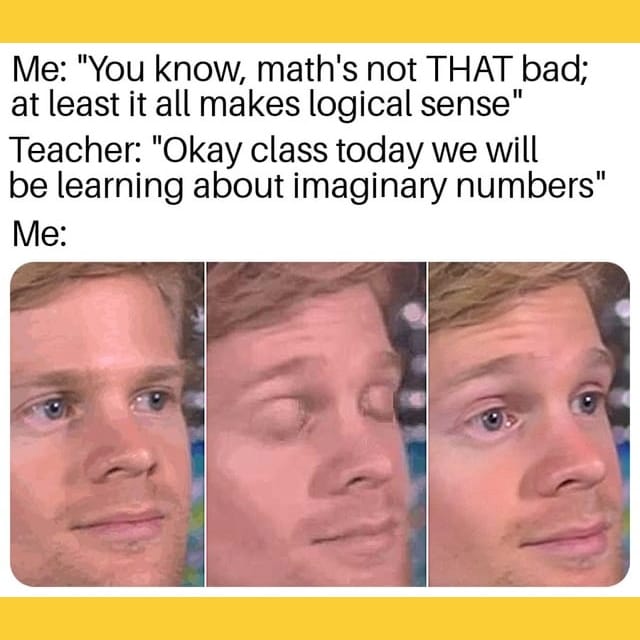 Me: "You know, math's not THAT bad;
at least it all makes logical sense"
Teacher: "Okay class today we will
be learning about imaginary numbers"
Me: